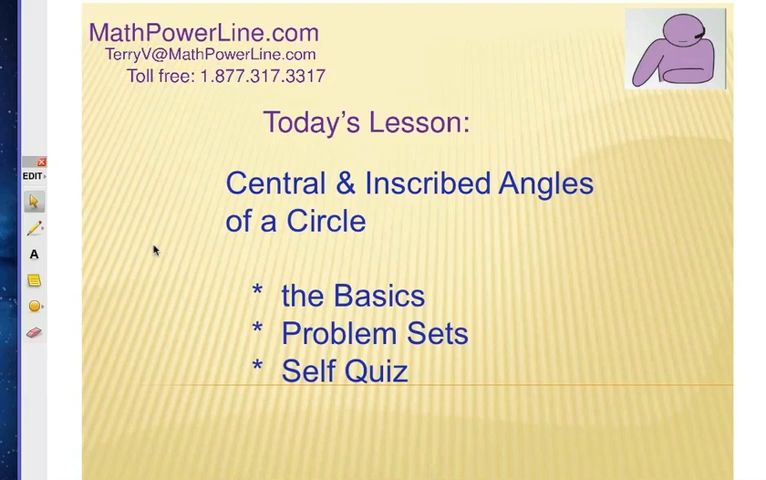 MathPowerLine.com
TerryV@MathPowerLine.com
Toll free: 1.877.317.3317
Today's Lesson:
EDIT
Central & Inscribed Angles
of a Circle
A
* the Basics
* Problem Sets
* Self Quiz